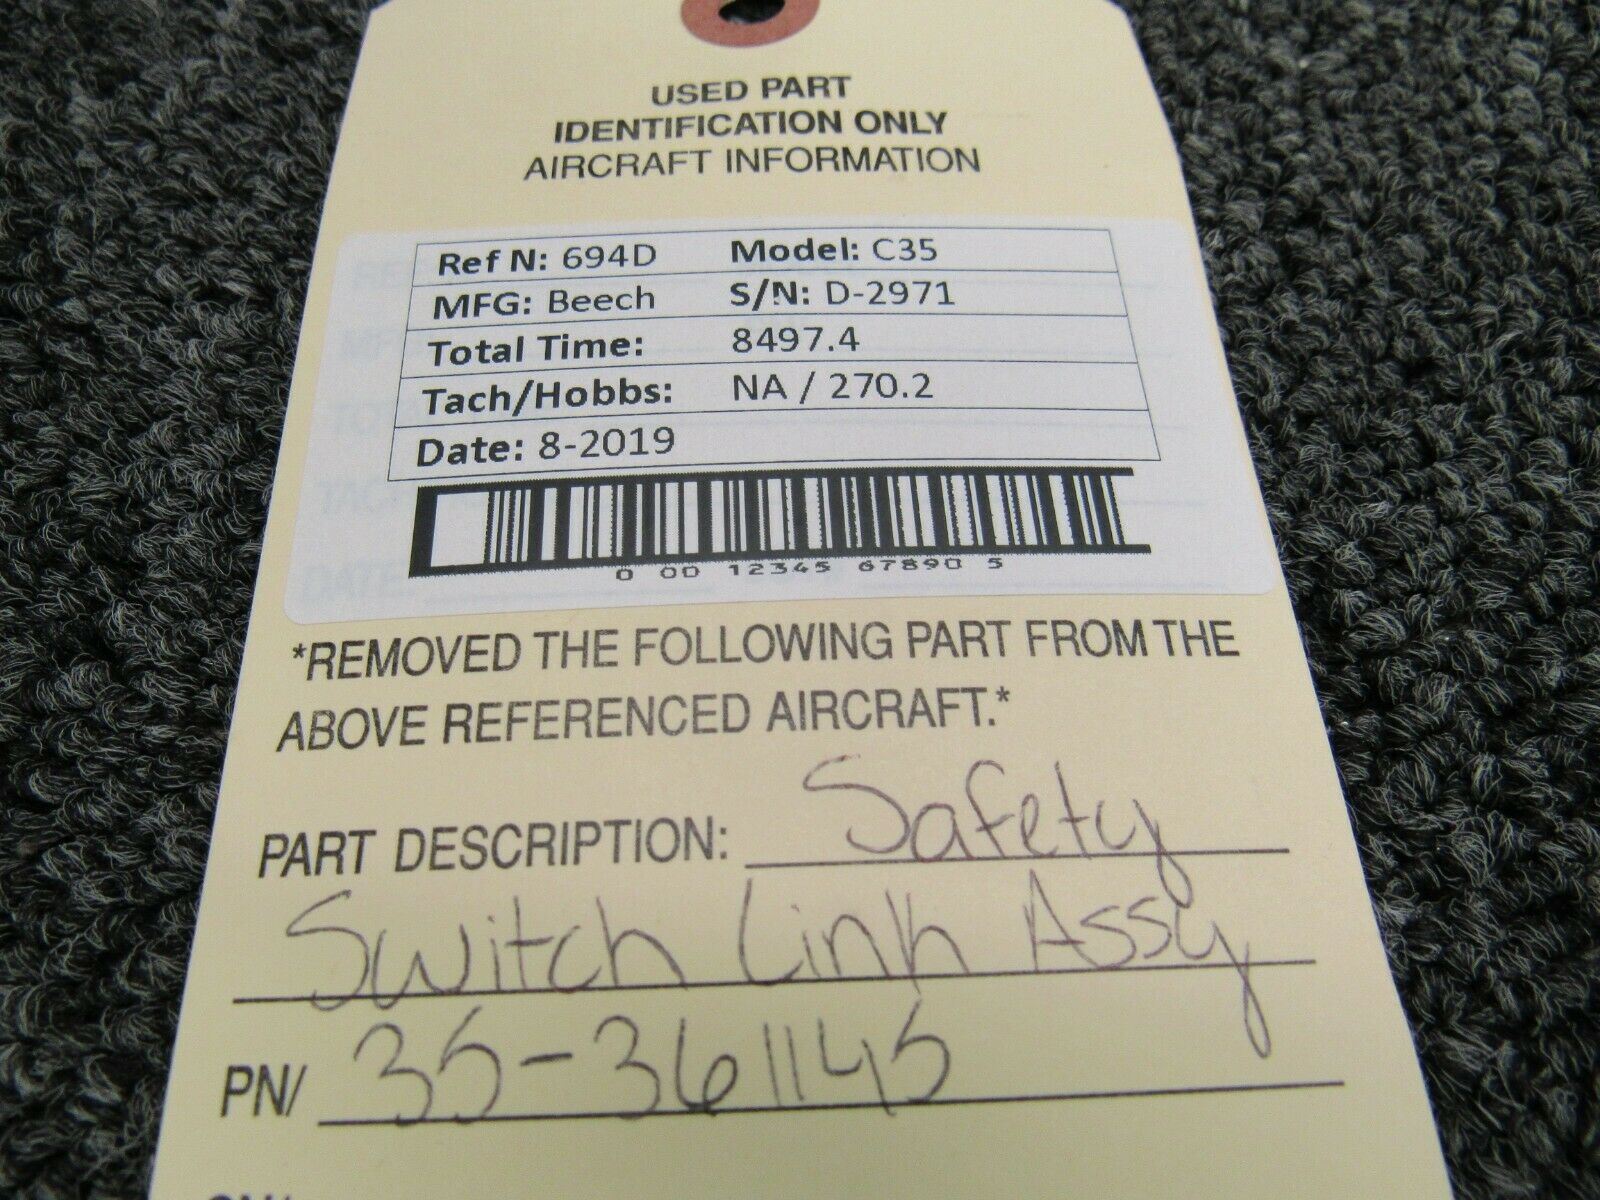 USED PART
IDENTIFICATION ONLY
AIRCRAFT INFORMATION
Ref N: 694D Model: C35
MFG: Beech S/N: D-2971
Total Time: 8497.4
Tach/Hobbs: NA / 270.2
Date: 8-2019
0 00 12345 67890 5
*REMOVED THE FOLLOWING PART FROM THE
ABOVE REFERENCED AIRCRAFT.*
PART DESCRIPTION: Safety
Switch Link Assy
PN/ 35-361145